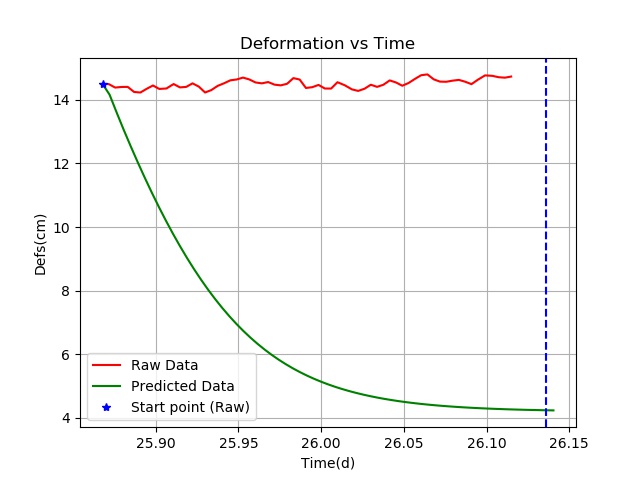 Deformation vs Time
Defs(cm)
14
12
10
8
6
4
Raw Data
Predicted Data
Start point (Raw)
25.90 25.95 26.00 26.05 26.10 26.15
Time(d)